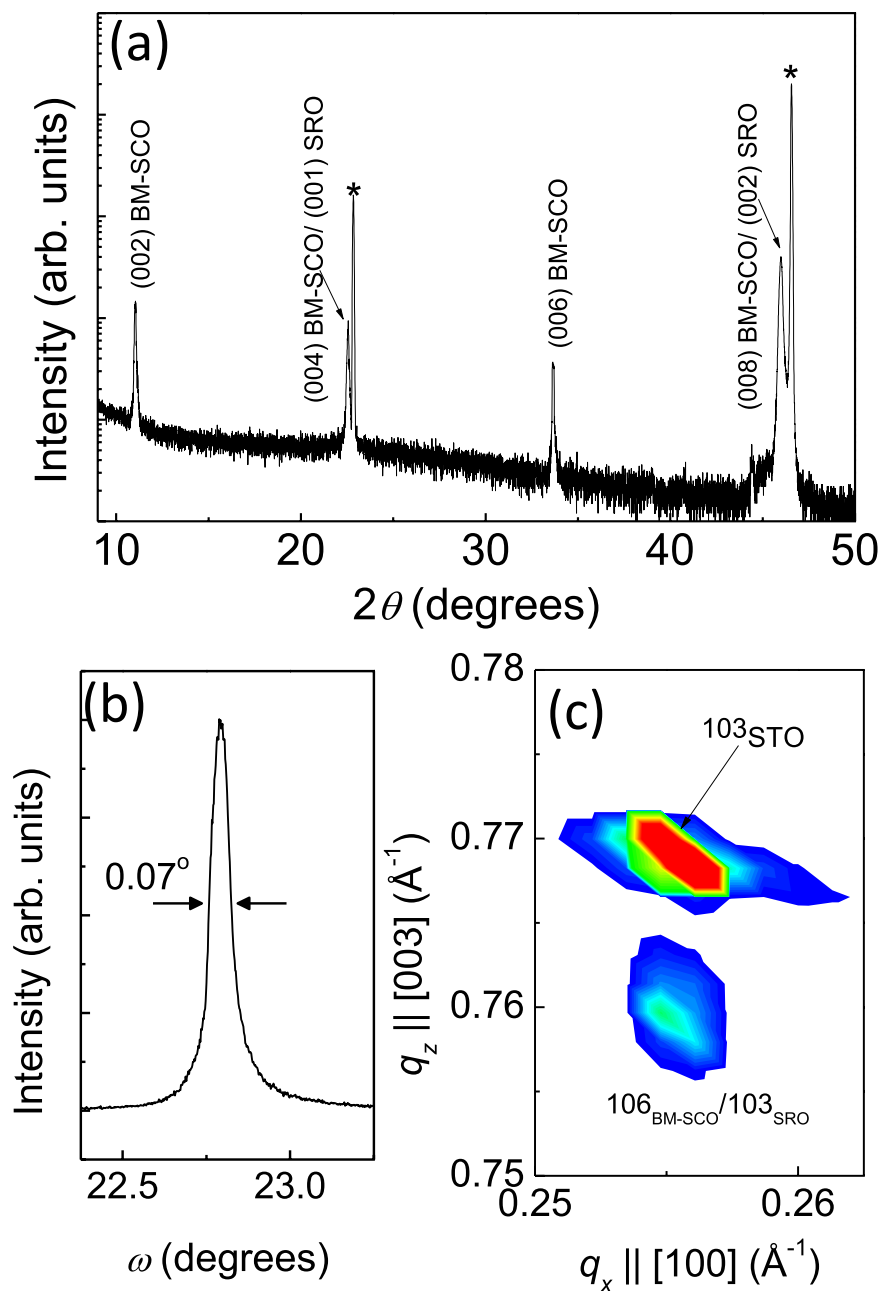 (a)
Intensity (arb. units)
(002) BM-SCO
(004) BM-SCO/ (001) SRO
*
(006) BM-SCO
(008) BM-SCO/ (002) SRO
*
10 20 30 40 50
2θ (degrees)
(b)
Intensity (arb. units)
0.07°
22.5 23.0
ω (degrees)
(c)
q_z || [003] (Å⁻¹)
0.78
0.77
0.76
0.75
103STO
106BM-SCO/103SRO
0.25 0.26
q_x || [100] (Å⁻¹)